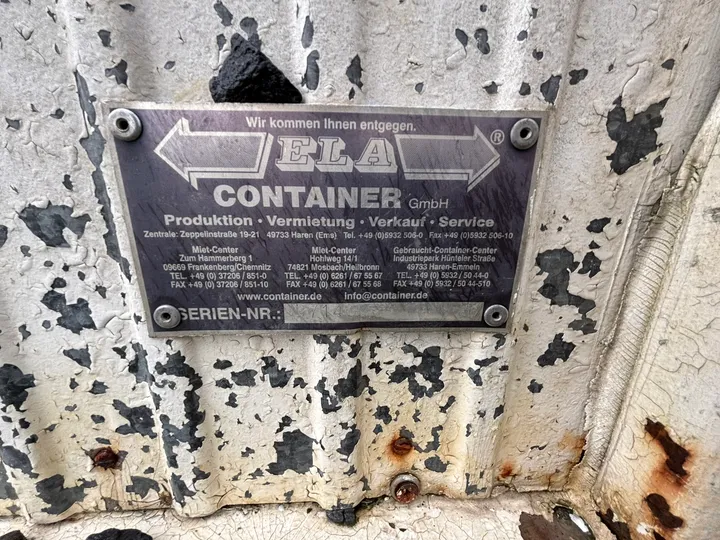 Wir kommen Ihnen entgegen.
ELA ®
CONTAINER GmbH
Produktion · Vermietung · Verkauf · Service
Zentrale: Zeppelinstraße 19-21 49733 Haren (Ems) Tel. +49 (0)5932 506-0 Fax +49 (0)5932 506-10
Miet-Center
Zum Hammerberg 1
09669 Frankenberg/Chemnitz
TEL. +49 (0) 37206 / 851-0
FAX +49 (0) 37206 / 851-10
Miet-Center
Hohlweg 14/1
74821 Mosbach/Heilbronn
TEL. +49 (0) 6261 / 67 55 67
FAX +49 (0) 6261 / 67 55 68
Gebraucht-Container-Center
Industriepark Hünteler Straße
49733 Haren-Emmeln
TEL. +49 (0) 5932 / 50 44-0
FAX +49 (0) 5932 / 50 44-510
www.container.de info@container.de
SERIEN-NR.: